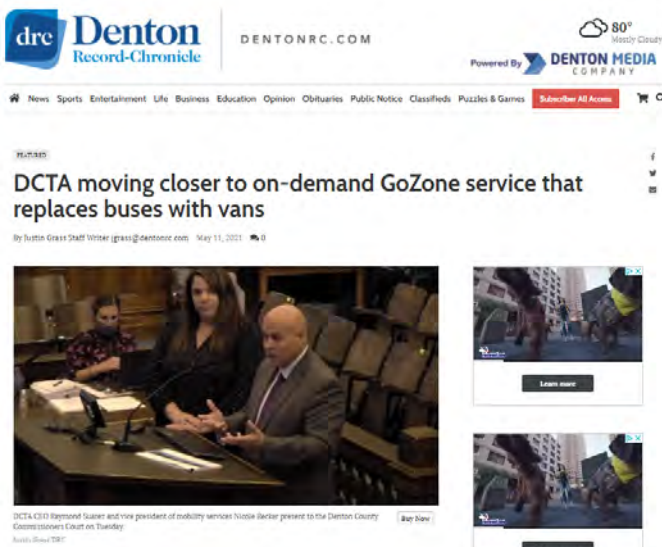 drc Denton
Record-Chronicle
DENTONRC.COM
80°
Mostly Cloudy
Powered By DENTON MEDIA
COMPANY
News Sports Entertainment Life Business Education Opinion Obituaries Public Notice Classifieds Puzzles & Games Subscriber All Access
FEATURED
DCTA moving closer to on-demand GoZone service that
replaces buses with vans
By Justin Grass Staff Writer jgrass@dentonrc.com May 11, 2021 0
DCTA CEO Raymond Suarez and vice president of mobility services Nicole Recker present to the Denton County
Commissioners Court on Tuesday.
Buy Now
Justin Grass/DRC
Learn more